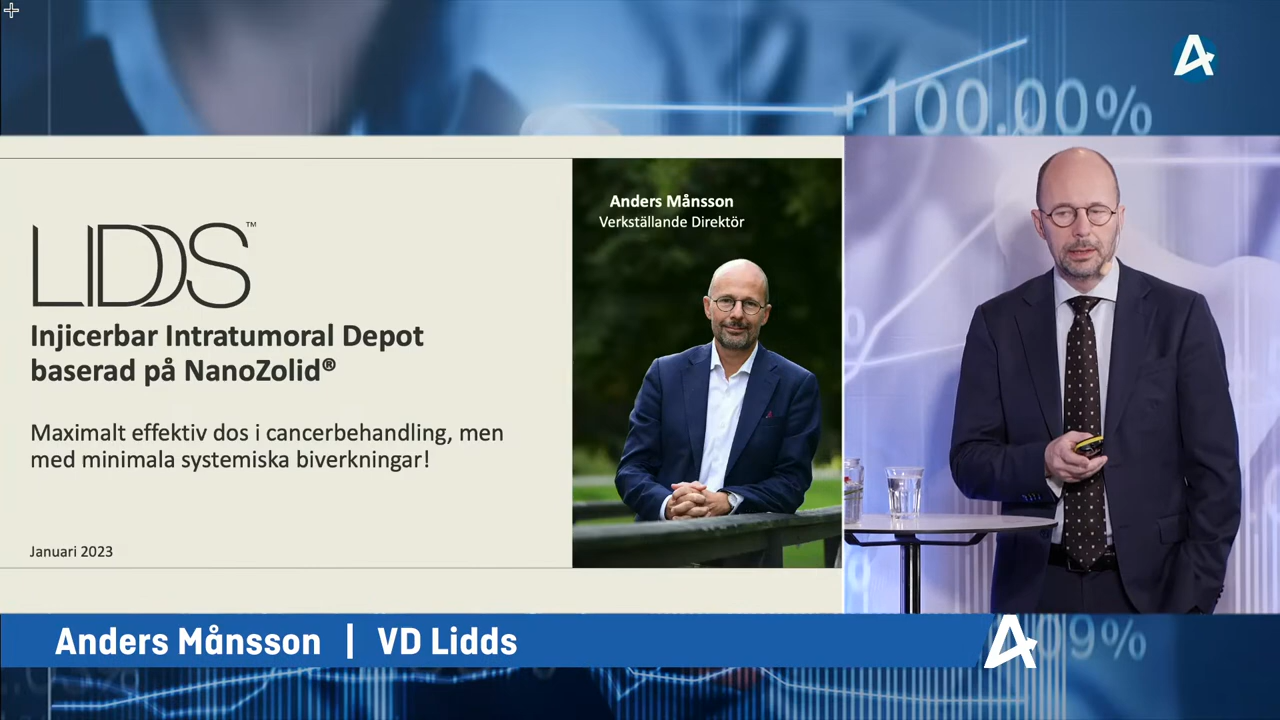 +100.00%
LIDDS™
Injicerbar Intratumoral Depot
baserad på NanoZolid®
Maximalt effektiv dos i cancerbehandling, men
med minimala systemiska biverkningar!
Januari 2023
Anders Månsson
Verkställande Direktör
Anders Månsson | VD Lidds
09%